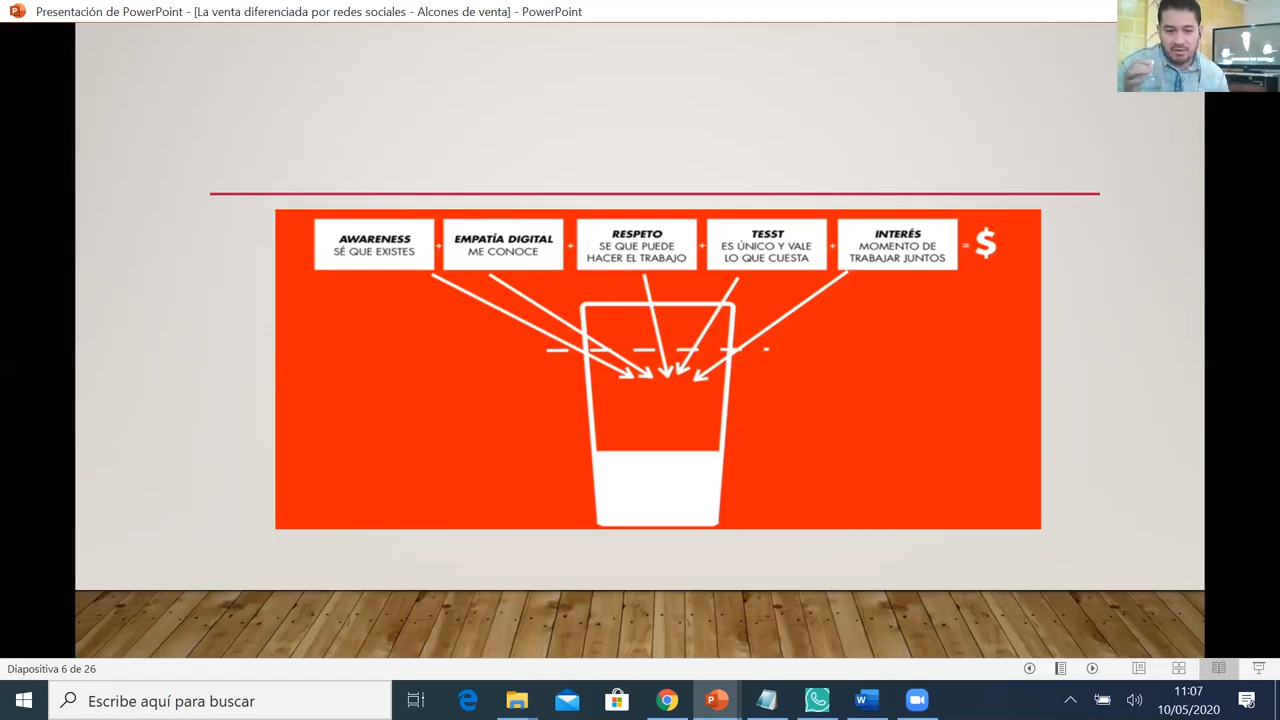 Presentación de PowerPoint - [La venta diferenciada por redes sociales - Alcones de venta] - PowerPoint
AWARENESS
SÉ QUE EXISTES
+
EMPATÍA DIGITAL
ME CONOCE
+
RESPETO
SE QUE PUEDE
HACER EL TRABAJO
+
TESST
ES ÚNICO Y VALE
LO QUE CUESTA
+
INTERÉS
MOMENTO DE
TRABAJAR JUNTOS
= $
Diapositiva 6 de 26
Escribe aquí para buscar
11:07
10/05/2020